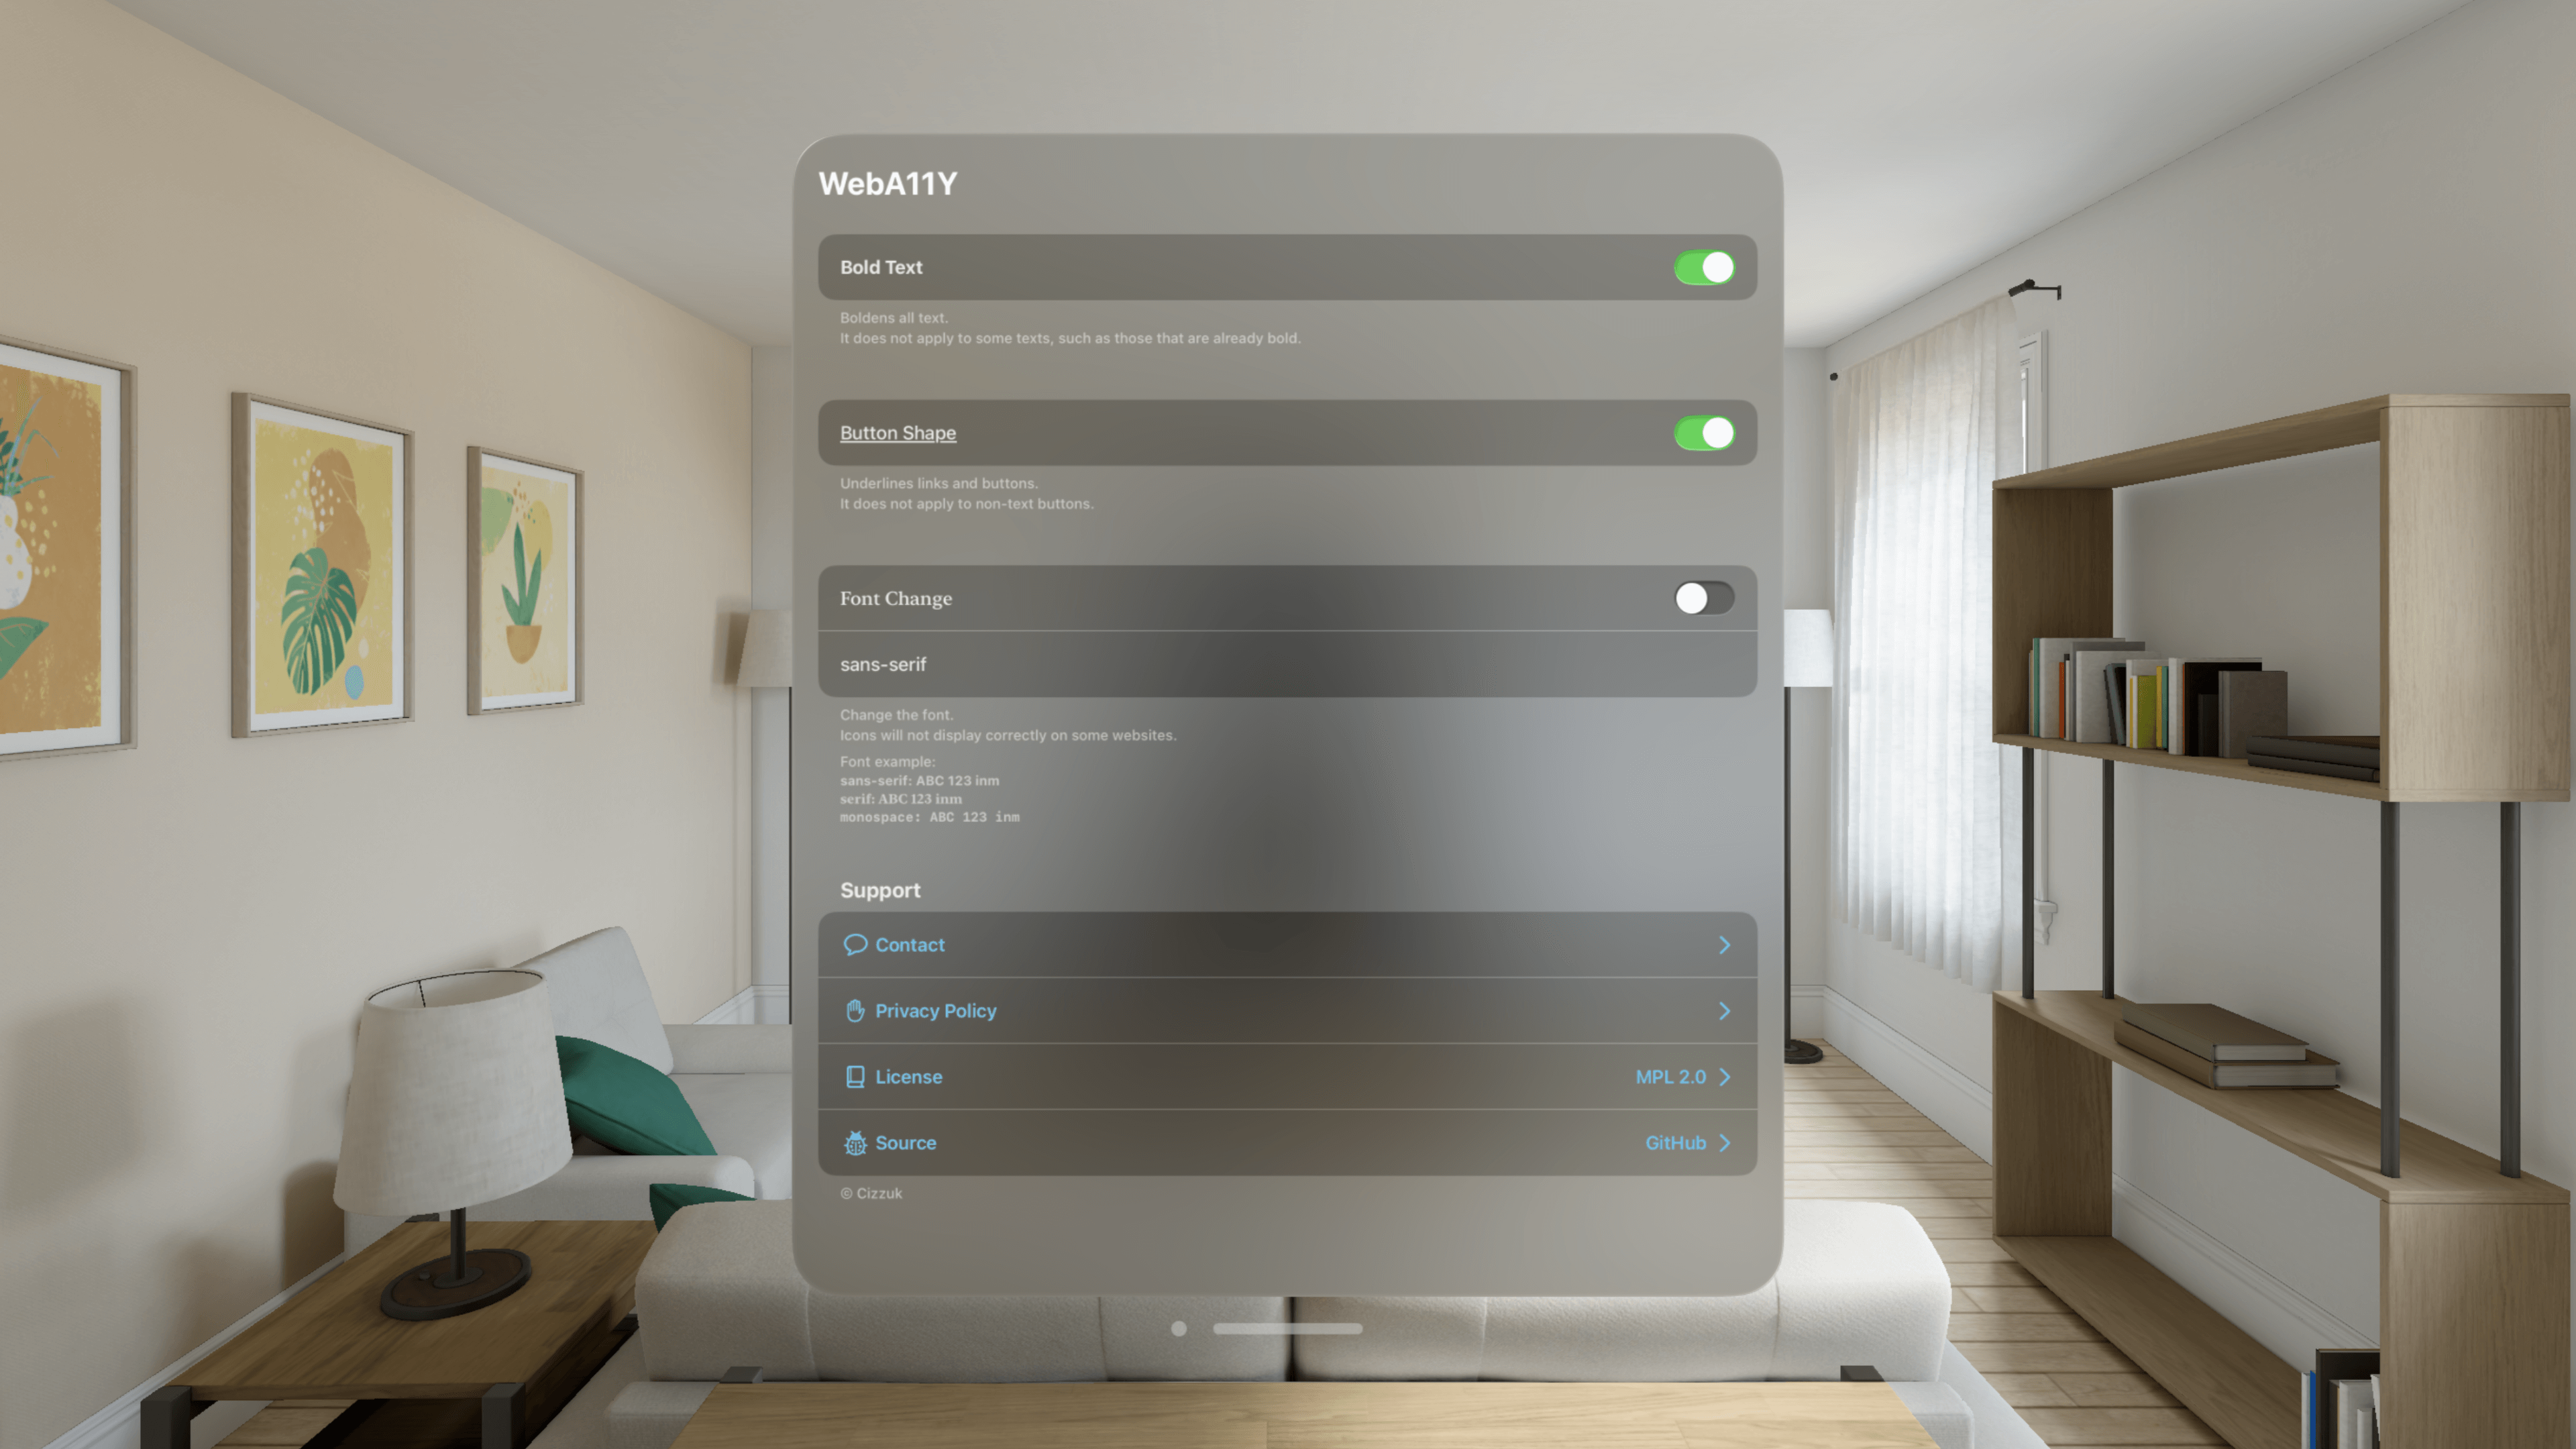 WebA11Y
Bold Text
Boldens all text.
It does not apply to some texts, such as those that are already bold.
Button Shape
Underlines links and buttons.
It does not apply to non-text buttons.
Font Change
sans-serif
Change the font.
Icons will not display correctly on some websites.
Font example:
sans-serif: ABC 123 inm
serif: ABC 123 inm
monospace: ABC 123 inm
Support
Contact
Privacy Policy
License MPL 2.0
Source GitHub
© Cizzuk